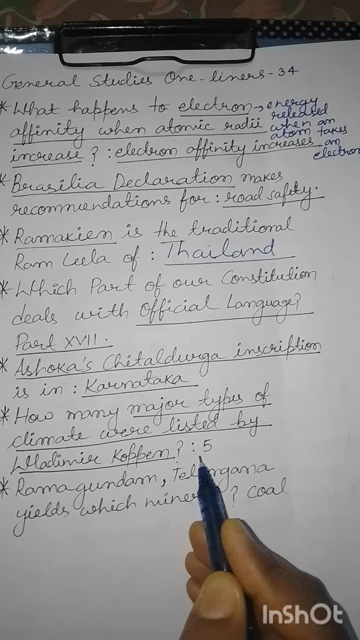 General Studies One-liners-34
* What happens to electron → energy released when an atom takes an electron
affinity when atomic radii
increase? : electron affinity increases
* Brasilia Declaration makes
recommendations for : road safety.
* Ramakien is the traditional
Ram Leela of : Thailand
* Which Part of our Constitution
deals with Official Language?
Part XVII.
* Ashoka's Chitaldurga inscription
is in : Karnataka
* How many major types of
climate were listed by
Wladimir Koppen? : 5
* Ramagundam, Telangana
yields which ? coal
InShOt